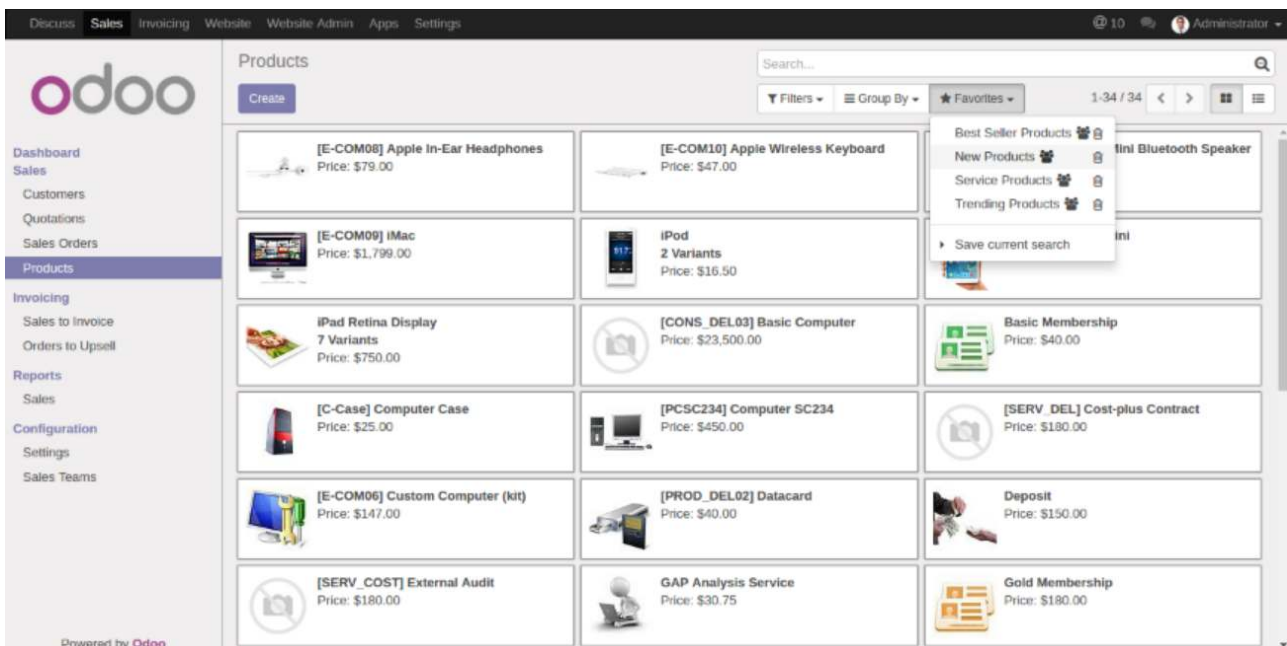 Discuss Sales Invoicing Website Website Admin Apps Settings
@ 10 Administrator
odoo
Products
Search...
Create
Filters Group By Favorites
1-34 / 34
Best Seller Products
New Products
Service Products
Trending Products
Save current search
Dashboard
Sales
Customers
Quotations
Sales Orders
Products
Invoicing
Sales to Invoice
Orders to Upsell
Reports
Sales
Configuration
Settings
Sales Teams
Powered by Odoo
[E-COM08] Apple In-Ear Headphones
Price: $79.00
[E-COM10] Apple Wireless Keyboard
Price: $47.00
Mini Bluetooth Speaker
[E-COM09] iMac
Price: $1,799.00
iPod
2 Variants
Price: $16.50
ini
iPad Retina Display
7 Variants
Price: $750.00
[CONS_DEL03] Basic Computer
Price: $23,500.00
Basic Membership
Price: $40.00
[C-Case] Computer Case
Price: $25.00
[PCSC234] Computer SC234
Price: $450.00
[SERV_DEL] Cost-plus Contract
Price: $180.00
[E-COM06] Custom Computer (kit)
Price: $147.00
[PROD_DEL02] Datacard
Price: $40.00
Deposit
Price: $150.00
[SERV_COST] External Audit
Price: $180.00
GAP Analysis Service
Price: $30.75
Gold Membership
Price: $180.00